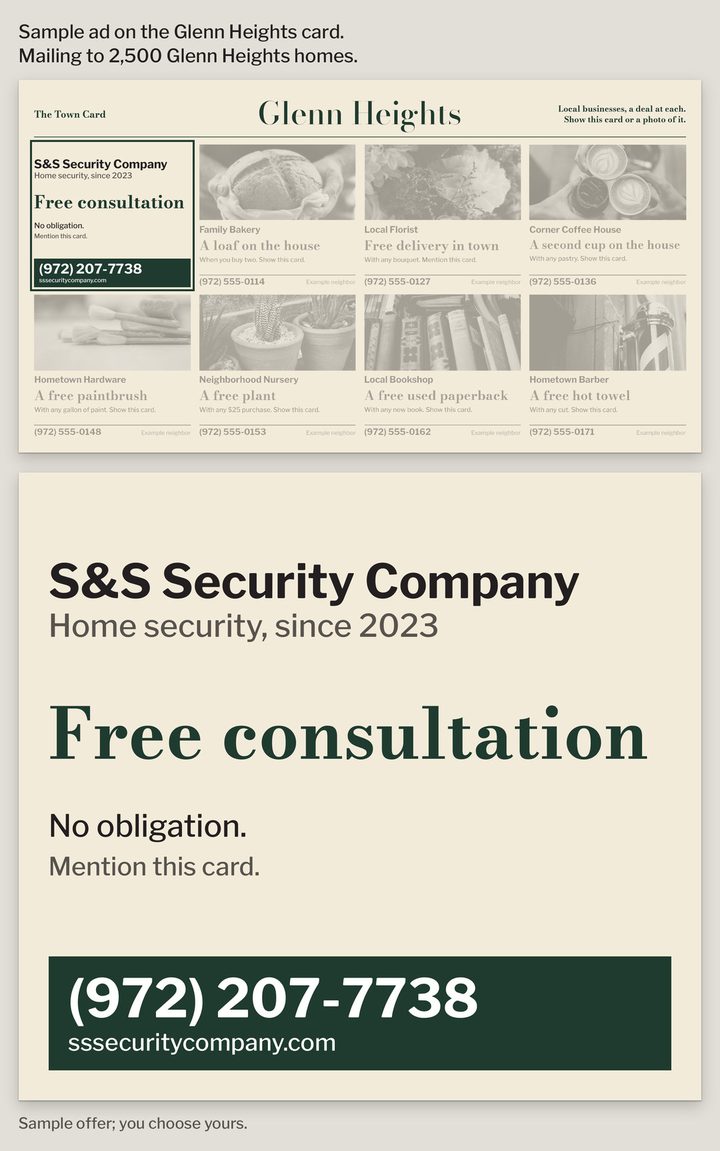 Sample ad on the Glenn Heights card.
Mailing to 2,500 Glenn Heights homes.
The Town Card
Glenn Heights
Local businesses, a deal at each.
Show this card or a photo of it.
S&S Security Company
Home security, since 2023
Free consultation
No obligation.
Mention this card.
(972) 207-7738
sssecuritycompany.com
Family Bakery
A loaf on the house
When you buy two. Show this card.
(972) 555-0114
Example neighbor
Local Florist
Free delivery in town
With any bouquet. Mention this card.
(972) 555-0127
Example neighbor
Corner Coffee House
A second cup on the house
With any pastry. Show this card.
(972) 555-0136
Example neighbor
Hometown Hardware
A free paintbrush
With any gallon of paint. Show this card.
(972) 555-0148
Example neighbor
Neighborhood Nursery
A free plant
With any $25 purchase. Show this card.
(972) 555-0153
Example neighbor
Local Bookshop
A free used paperback
With any new book. Show this card.
(972) 555-0162
Example neighbor
Hometown Barber
A free hot towel
With any cut. Show this card.
(972) 555-0171
Example neighbor
S&S Security Company
Home security, since 2023
Free consultation
No obligation.
Mention this card.
(972) 207-7738
sssecuritycompany.com
Sample offer; you choose yours.